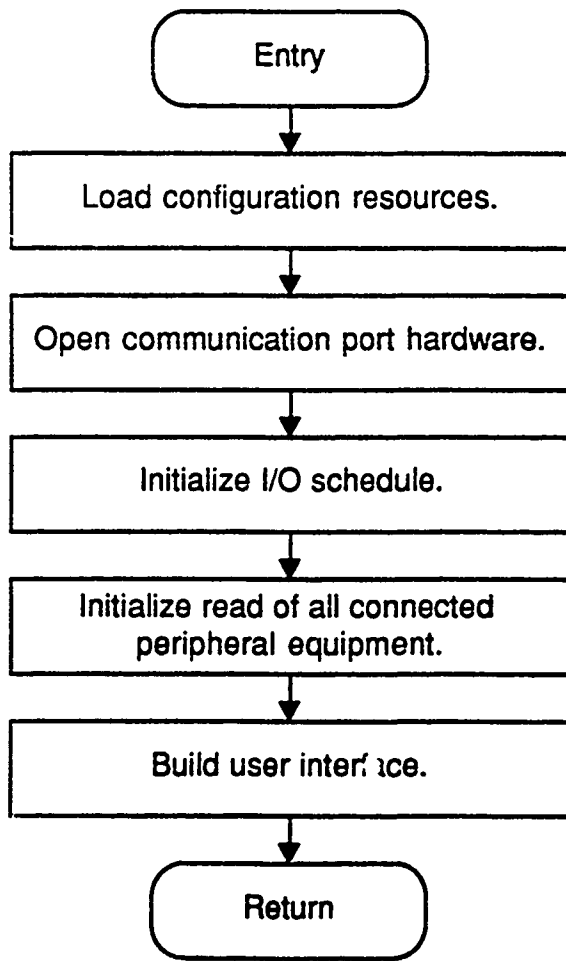 Entry
Load configuration resources.
Open communication port hardware.
Initialize I/O schedule.
Initialize read of all connected
peripheral equipment.
Build user interface.
Return